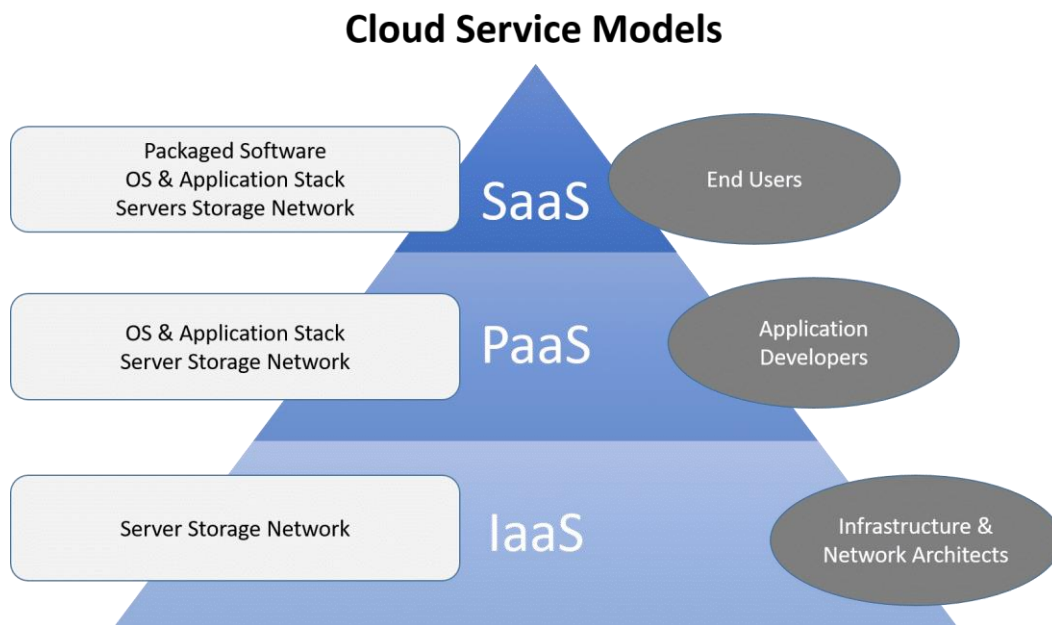 Cloud Service Models
Packaged Software
OS & Application Stack
Servers Storage Network
SaaS
End Users
OS & Application Stack
Server Storage Network
PaaS
Application
Developers
Server Storage Network
IaaS
Infrastructure &
Network Architects